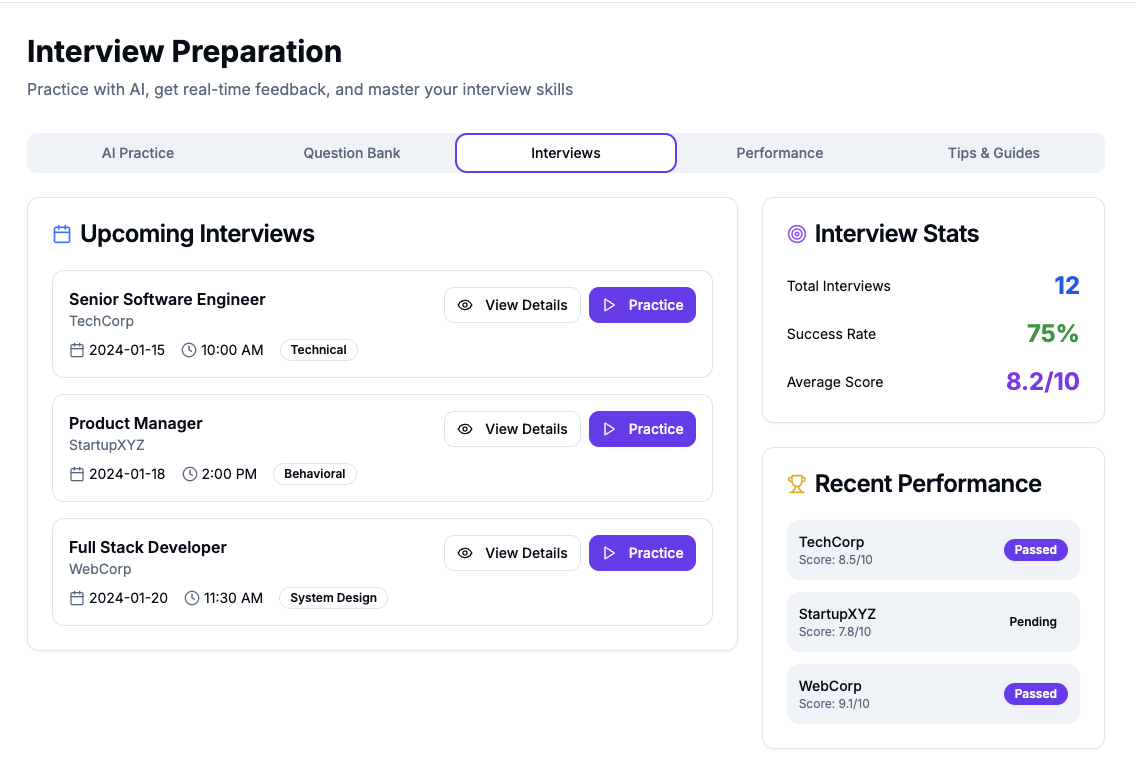 Interview Preparation
Practice with AI, get real-time feedback, and master your interview skills
AI Practice Question Bank Interviews Performance Tips & Guides
Upcoming Interviews
Senior Software Engineer
TechCorp
2024-01-15 10:00 AM Technical
View Details Practice
Product Manager
StartupXYZ
2024-01-18 2:00 PM Behavioral
View Details Practice
Full Stack Developer
WebCorp
2024-01-20 11:30 AM System Design
View Details Practice
Interview Stats
Total Interviews 12
Success Rate 75%
Average Score 8.2/10
Recent Performance
TechCorp
Score: 8.5/10
Passed
StartupXYZ
Score: 7.8/10
Pending
WebCorp
Score: 9.1/10
Passed